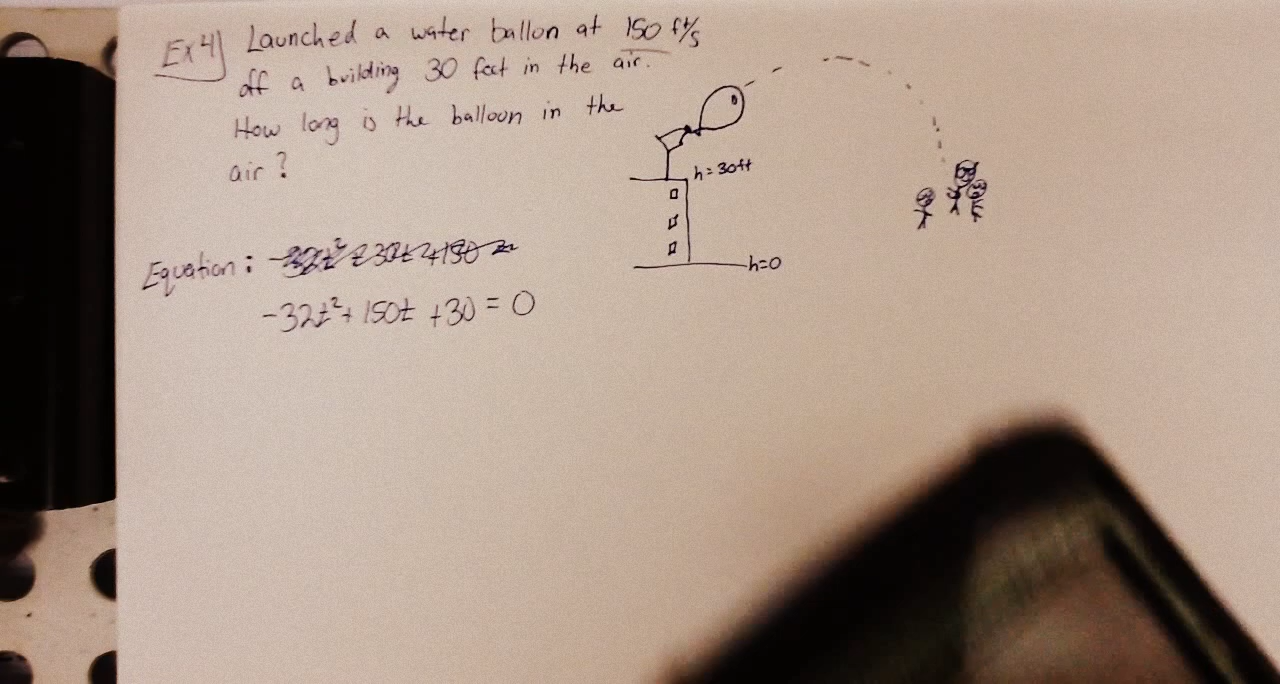 Ex 4) Launched a water ballon at 150 ft/s
off a building 30 feet in the air.
How long is the balloon in the
air?
h=30ft
h=0
Equation:
-32t²+150t +30 = 0